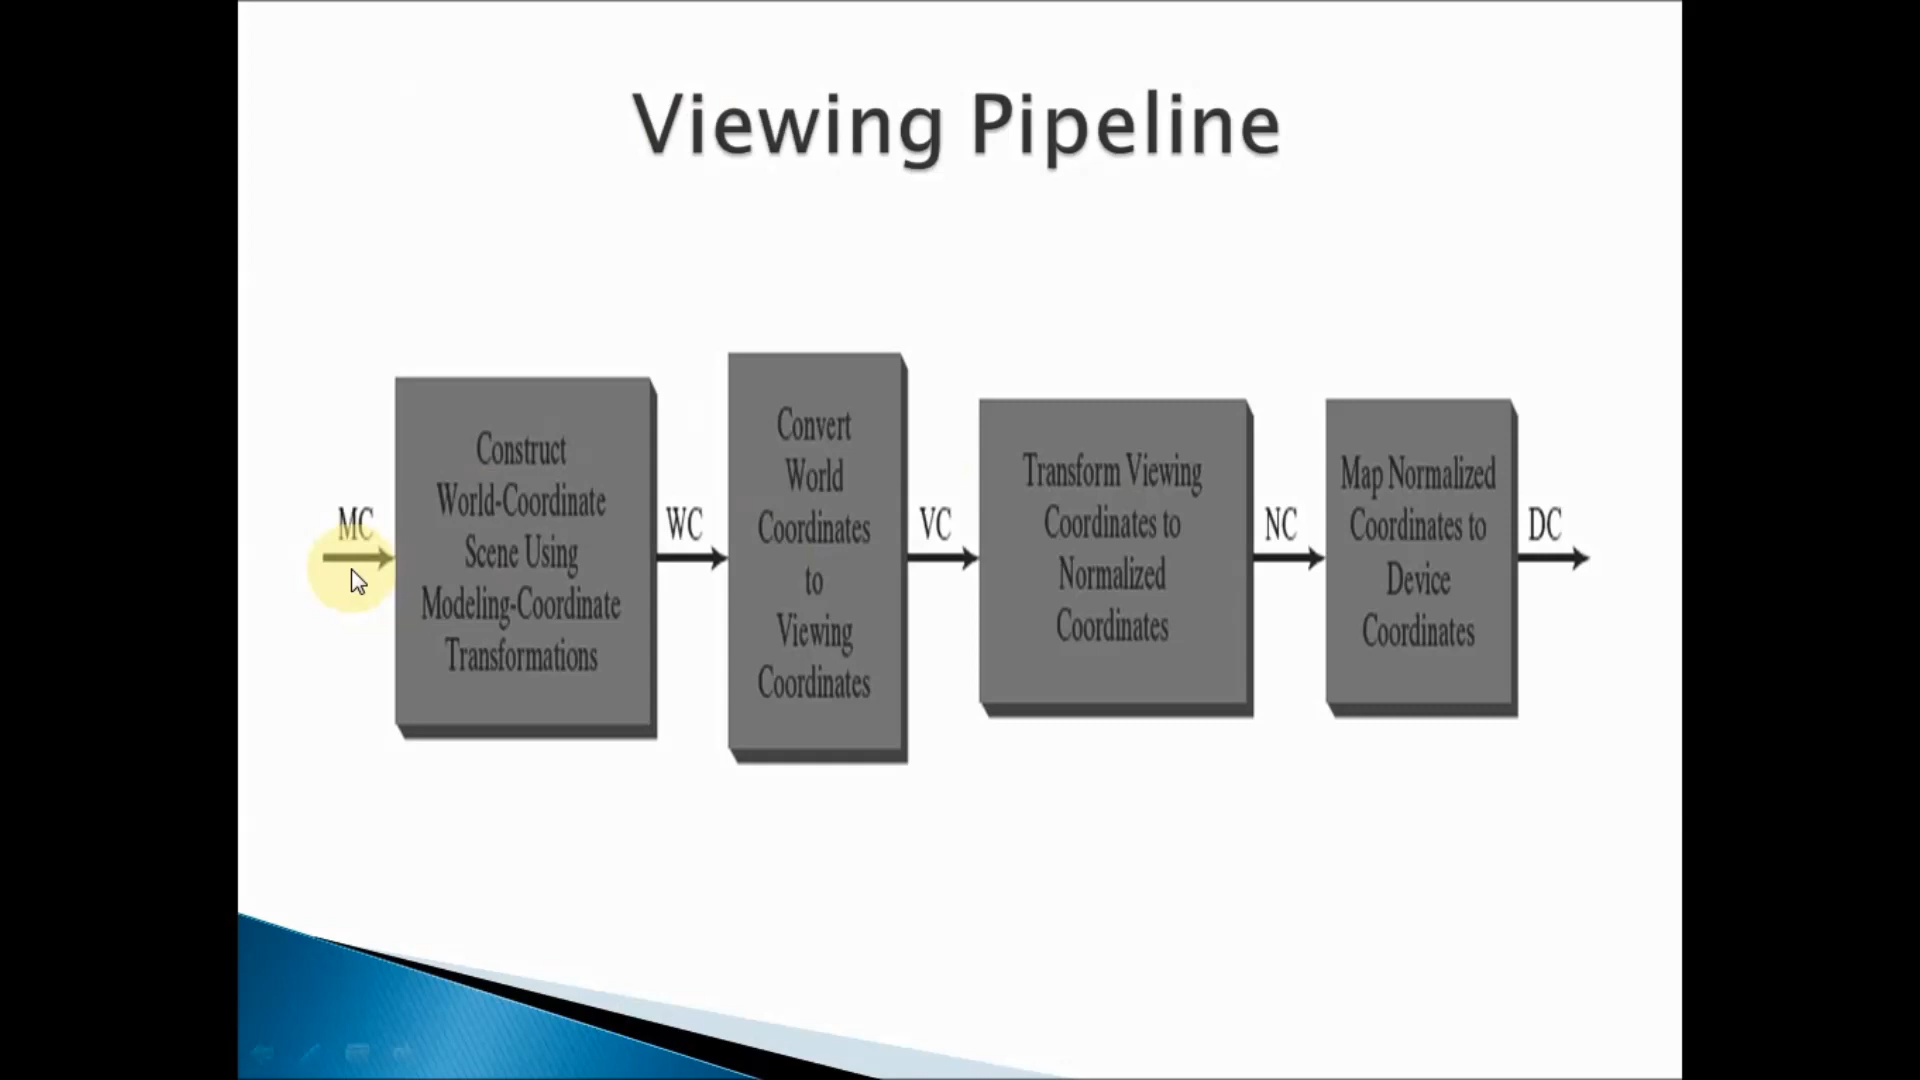 Viewing Pipeline
MC
Construct
World-Coordinate
Scene Using
Modeling-Coordinate
Transformations
WC
Convert
World
Coordinates
to
Viewing
Coordinates
VC
Transform Viewing
Coordinates to
Normalized
Coordinates
NC
Map Normalized
Coordinates to
Device
Coordinates
DC